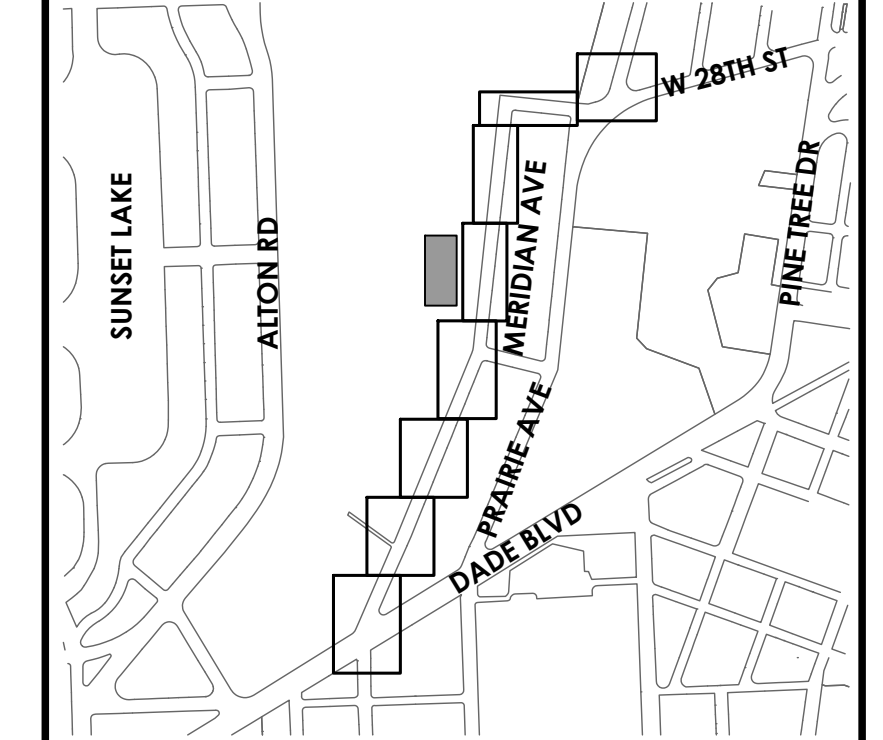 W 28TH ST
SUNSET LAKE
ALTON RD
MERIDIAN AVE
PINE TREE DR
PRAIRIE AVE
DADE BLVD